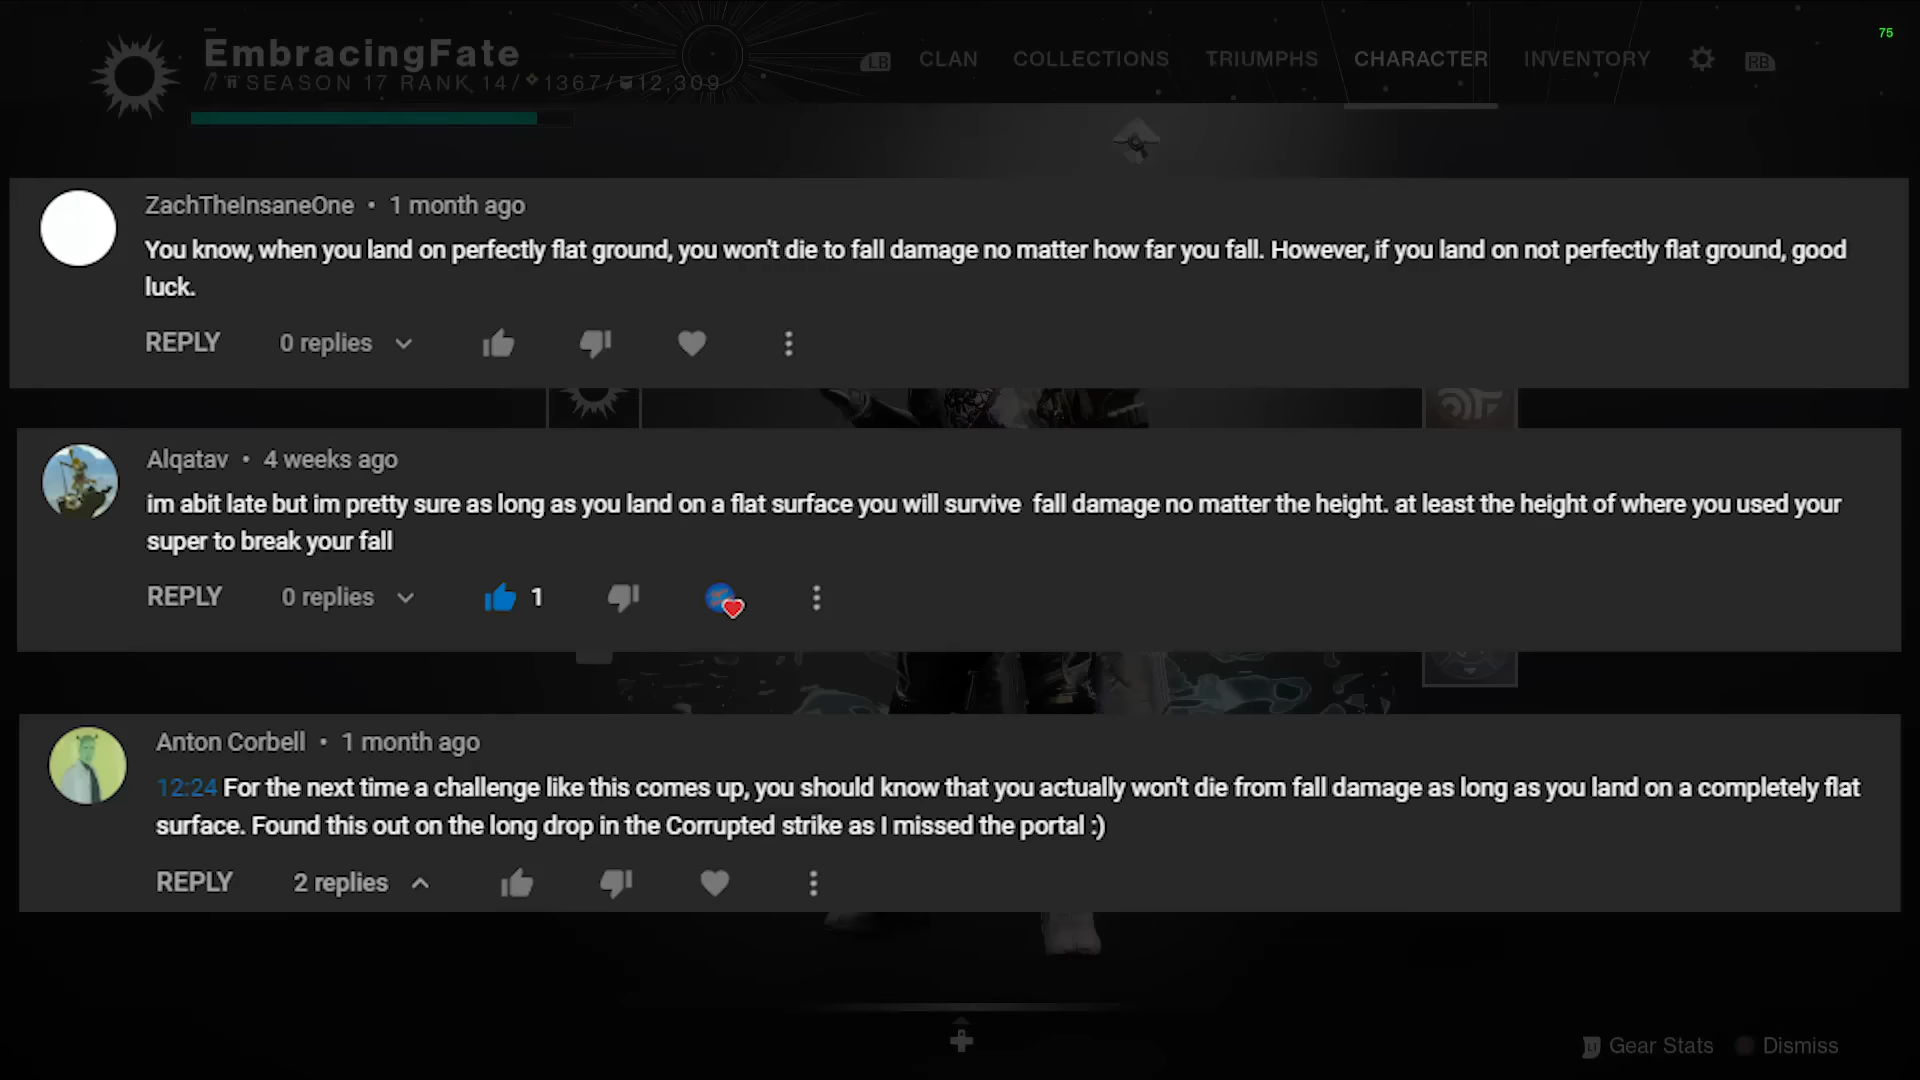 75
EmbracingFate
SEASON 17 RANK 14/ 1367/ 12,309
LB CLAN COLLECTIONS TRIUMPHS CHARACTER INVENTORY RB
ZachTheInsaneOne • 1 month ago
You know, when you land on perfectly flat ground, you won't die to fall damage no matter how far you fall. However, if you land on not perfectly flat ground, good
luck.
REPLY 0 replies
Alqatav • 4 weeks ago
im abit late but im pretty sure as long as you land on a flat surface you will survive  fall damage no matter the height. at least the height of where you used your
super to break your fall
REPLY 0 replies 1
Anton Corbell • 1 month ago
12:24 For the next time a challenge like this comes up, you should know that you actually won't die from fall damage as long as you land on a completely flat
surface. Found this out on the long drop in the Corrupted strike as I missed the portal :)
REPLY 2 replies
Gear Stats Dismiss